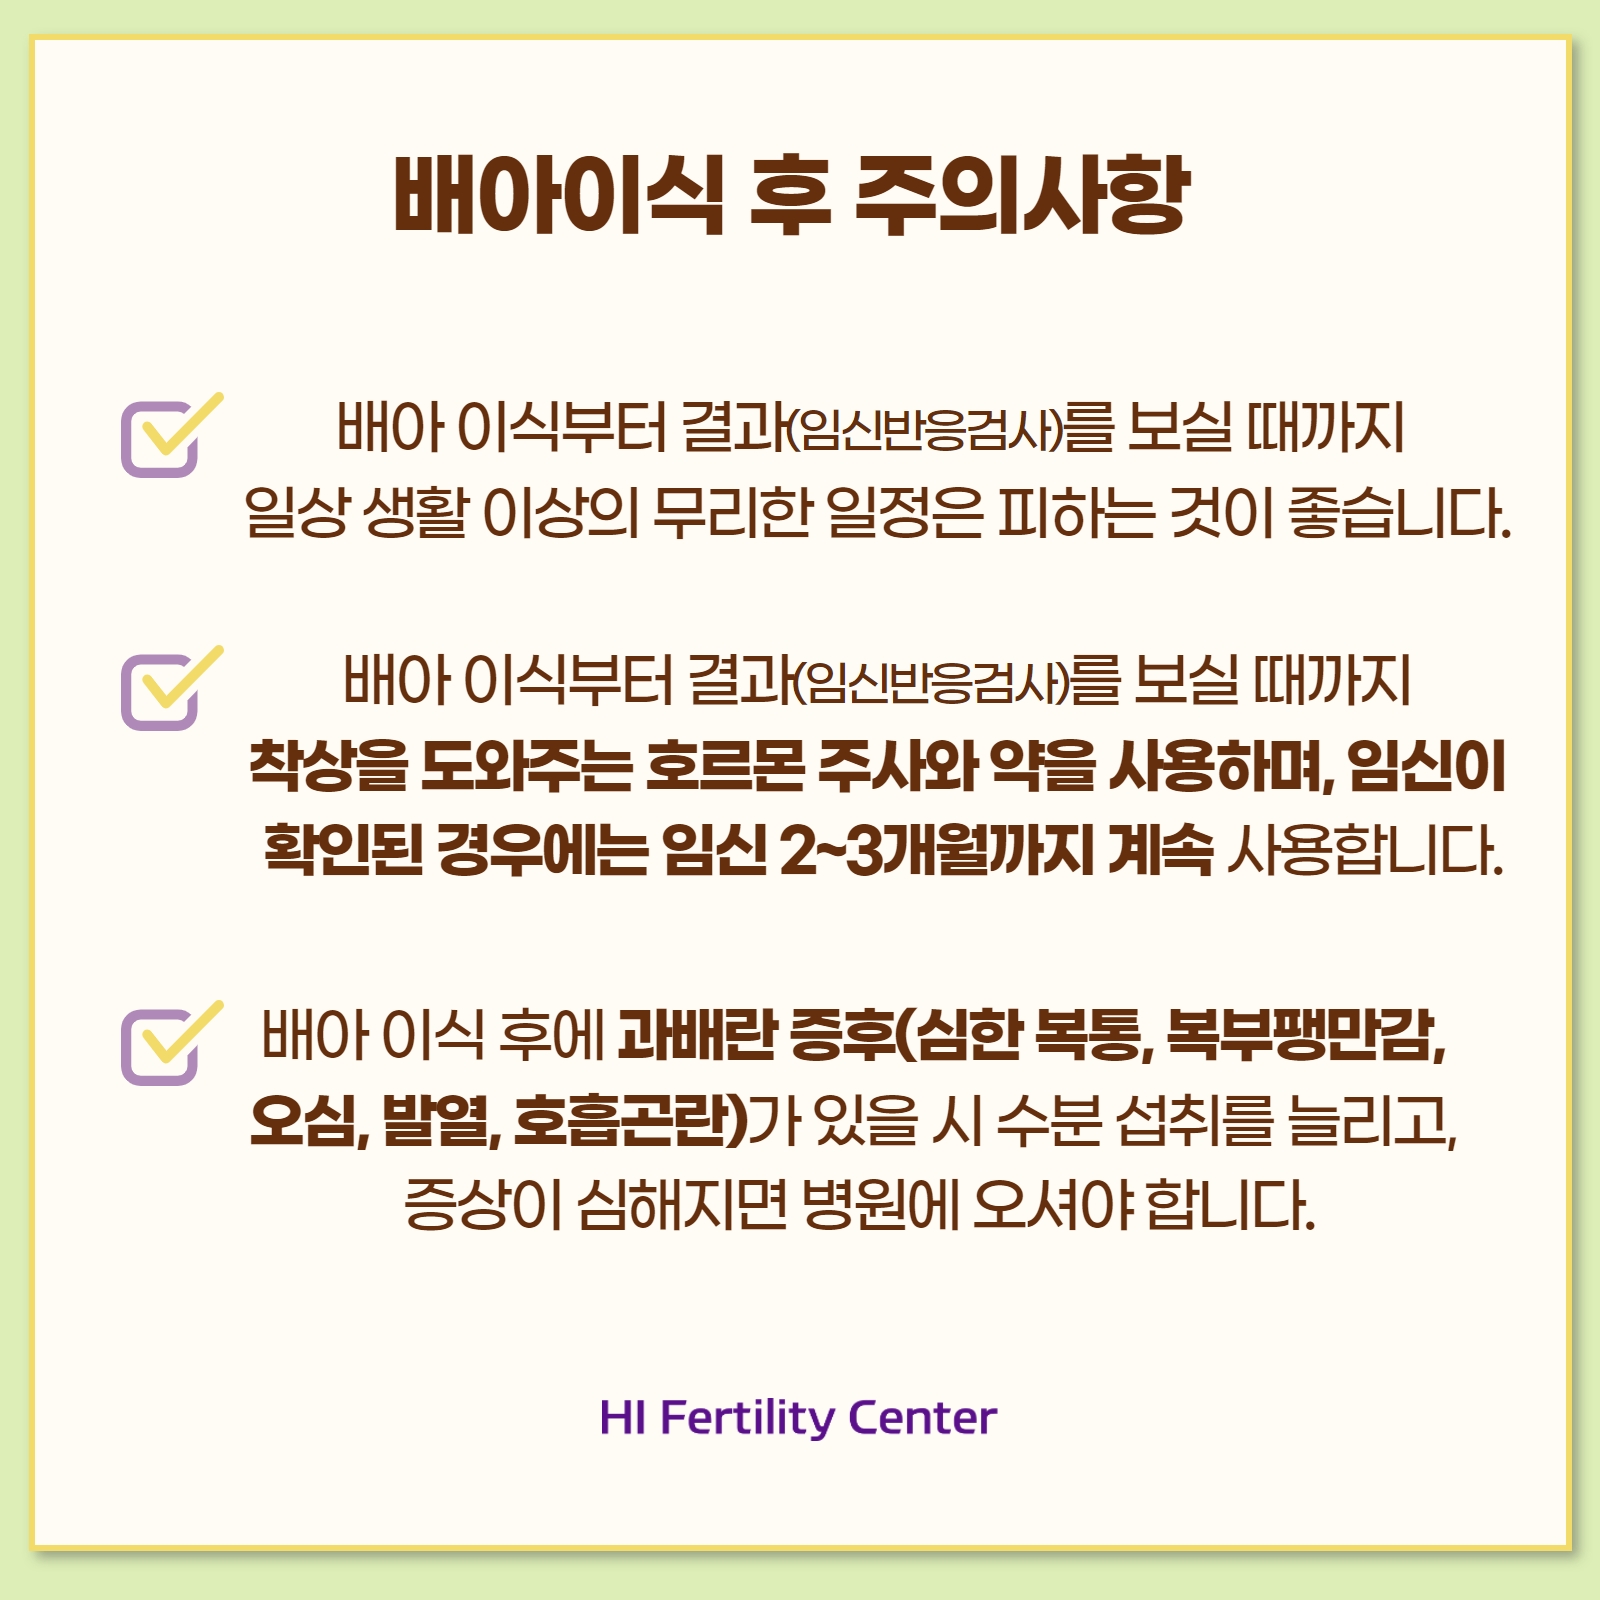 배아이식 후 주의사항
배아 이식부터 결과(임신반응검사)를 보실 때까지
일상 생활 이상의 무리한 일정은 피하는 것이 좋습니다.
배아 이식부터 결과(임신반응검사)를 보실 때까지
착상을 도와주는 호르몬 주사와 약을 사용하며, 임신이
확인된 경우에는 임신 2~3개월까지 계속 사용합니다.
배아 이식 후에 과배란 증후(심한 복통, 복부팽만감,
오심, 발열, 호흡곤란)가 있을 시 수분 섭취를 늘리고,
증상이 심해지면 병원에 오셔야 합니다.
HI Fertility Center